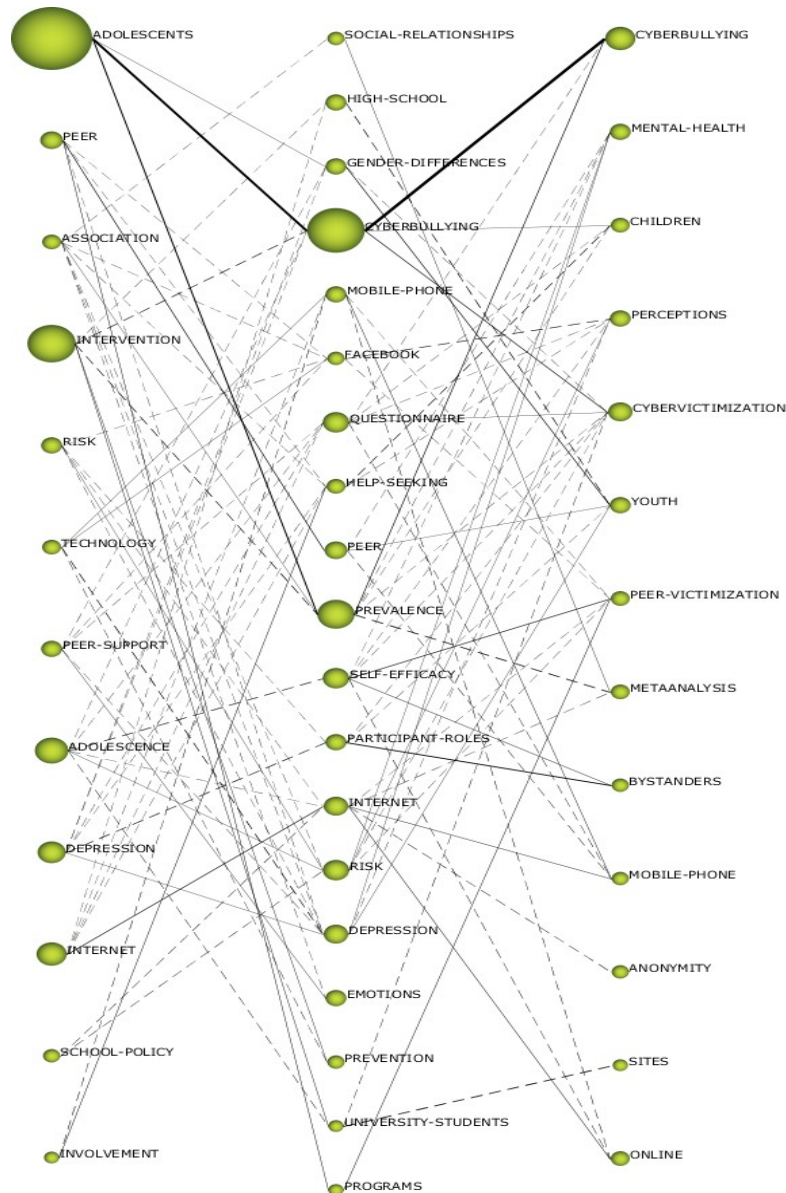 ADOLESCENTS
PEER
ASSOCIATION
INTERVENTION
RISK
TECHNOLOGY
PEER-SUPPORT
ADOLESCENCE
DEPRESSION
INTERNET
SCHOOL-POLICY
INVOLVEMENT
SOCIAL-RELATIONSHIPS
HIGH-SCHOOL
GENDER-DIFFERENCES
CYBERBULLYING
MOBILE-PHONE
FACEBOOK
QUESTIONNAIRE
HELP-SEEKING
PEER
PREVALENCE
SELF-EFFICACY
PARTICIPANT-ROLES
INTERNET
RISK
DEPRESSION
EMOTIONS
PREVENTION
UNIVERSITY-STUDENTS
PROGRAMS
CYBERBULLYING
MENTAL-HEALTH
CHILDREN
PERCEPTIONS
CYBERVICTIMIZATION
YOUTH
PEER-VICTIMIZATION
METAANALYSIS
BYSTANDERS
MOBILE-PHONE
ANONYMITY
SITES
ONLINE